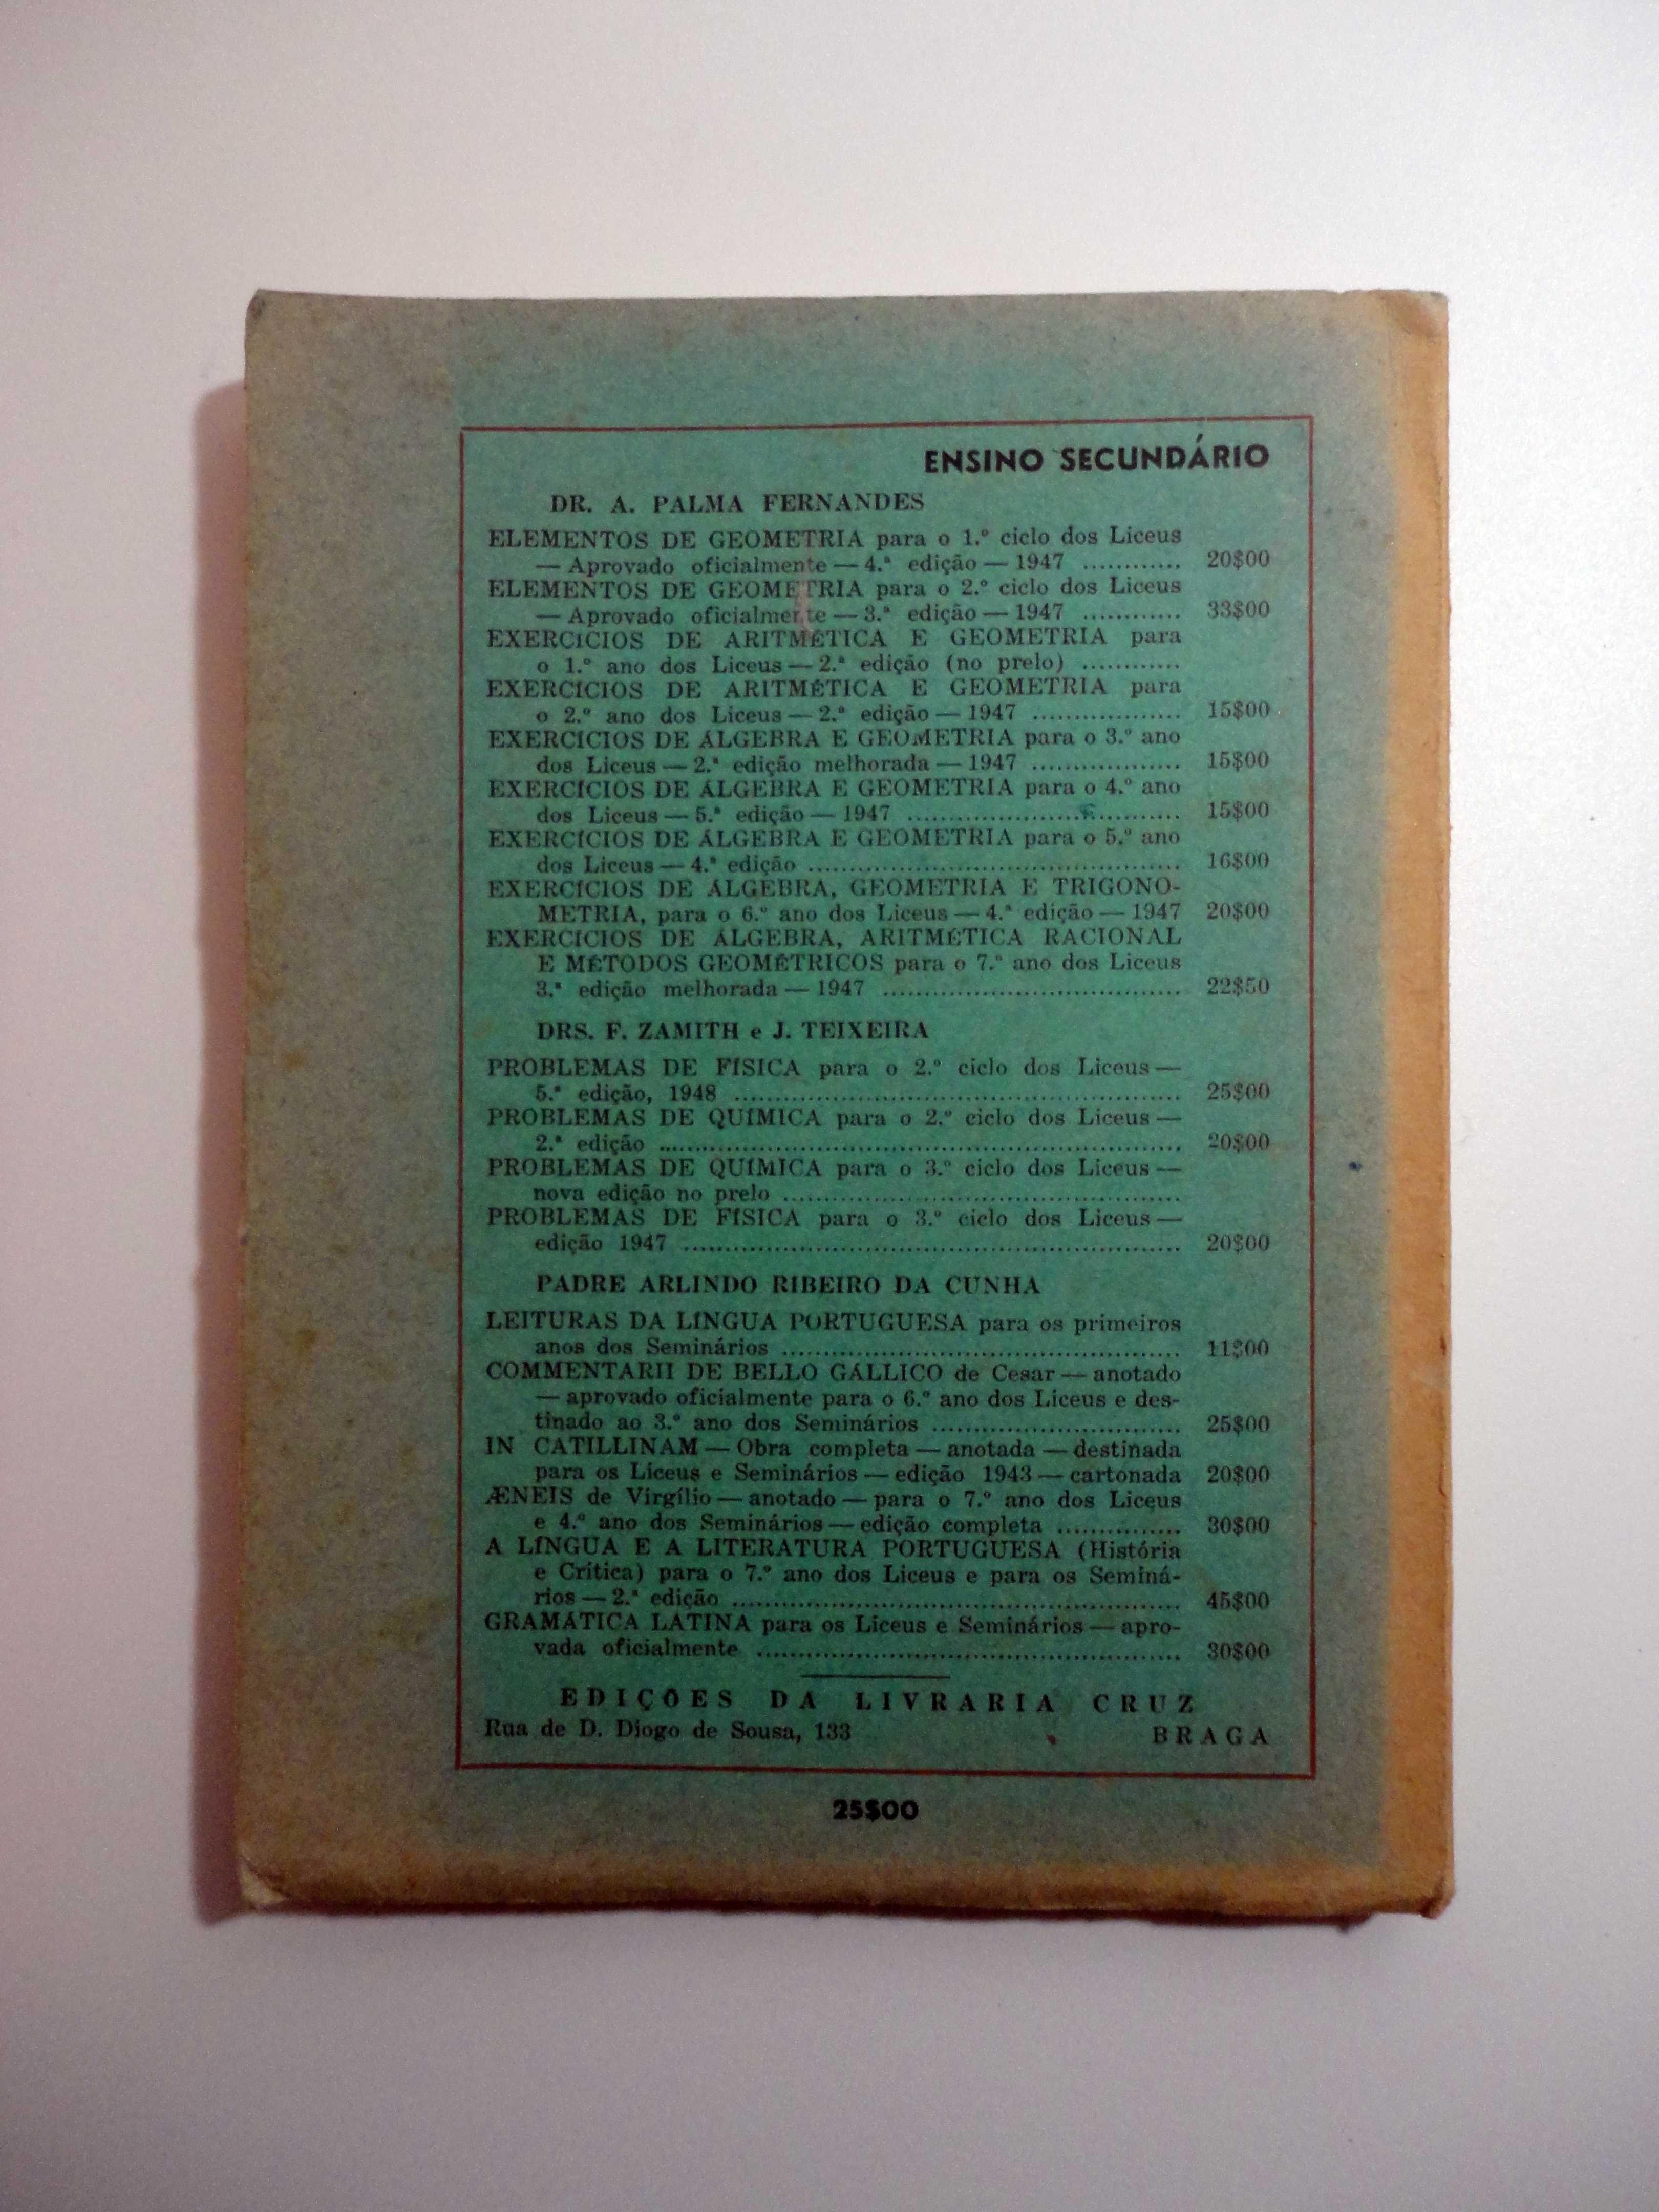 ENSINO SECUNDÁRIO
DR. A. PALMA FERNANDES
ELEMENTOS DE GEOMETRIA para o 1.º ciclo dos Liceus
— Aprovado oficialmente — 4.ª edição — 1947 ............ 20$00
ELEMENTOS DE GEOMETRIA para o 2.º ciclo dos Liceus
— Aprovado oficialmente — 3.ª edição — 1947 ............ 33$00
EXERCÍCIOS DE ARITMÉTICA E GEOMETRIA para
o 1.º ano dos Liceus — 2.ª edição (no prelo) ............
EXERCÍCIOS DE ARITMÉTICA E GEOMETRIA para
o 2.º ano dos Liceus — 2.ª edição — 1947 .................. 15$00
EXERCÍCIOS DE ÁLGEBRA E GEOMETRIA para o 3.º ano
dos Liceus — 2.ª edição melhorada — 1947 .................. 15$00
EXERCÍCIOS DE ÁLGEBRA E GEOMETRIA para o 4.º ano
dos Liceus — 5.ª edição — 1947 ................................. 15$00
EXERCÍCIOS DE ÁLGEBRA E GEOMETRIA para o 5.º ano
dos Liceus — 4.ª edição ............................................. 16$00
EXERCÍCIOS DE ÁLGEBRA, GEOMETRIA E TRIGONO-
METRIA, para o 6.º ano dos Liceus — 4.ª edição — 1947 20$00
EXERCÍCIOS DE ÁLGEBRA, ARITMÉTICA RACIONAL
E MÉTODOS GEOMÉTRICOS para o 7.º ano dos Liceus
3.ª edição melhorada — 1947 .................................... 22$50
DRS. F. ZAMITH e J. TEIXEIRA
PROBLEMAS DE FÍSICA para o 2.º ciclo dos Liceus —
5.ª edição, 1948 ...................................................... 25$00
PROBLEMAS DE QUÍMICA para o 2.º ciclo dos Liceus —
2.ª edição ............................................................... 20$00
PROBLEMAS DE QUÍMICA para o 3.º ciclo dos Liceus —
nova edição no prelo ................................................
PROBLEMAS DE FÍSICA para o 3.º ciclo dos Liceus —
edição 1947 ............................................................ 20$00
PADRE ARLINDO RIBEIRO DA CUNHA
LEITURAS DA LÍNGUA PORTUGUESA para os primeiros
anos dos Seminários ................................................ 11$00
COMMENTARII DE BELLO GÁLLICO de Cesar — anotado
— aprovado oficialmente para o 6.º ano dos Liceus e des-
tinado ao 3.º ano dos Seminários .............................. 25$00
IN CATILLINAM — Obra completa — anotada — destinada
para os Liceus e Seminários — edição 1943 — cartonada 20$00
ÆNEIS de Virgílio — anotado — para o 7.º ano dos Liceus
e 4.º ano dos Seminários — edição completa ............... 30$00
A LÍNGUA E A LITERATURA PORTUGUESA (História
e Crítica) para o 7.º ano dos Liceus e para os Seminá-
rios — 2.ª edição ...................................................... 45$00
GRAMÁTICA LATINA para os Liceus e Seminários — apro-
vada oficialmente ................................................... 30$00
EDIÇÕES DA LIVRARIA CRUZ
Rua de D. Diogo de Sousa, 133 BRAGA
25$00